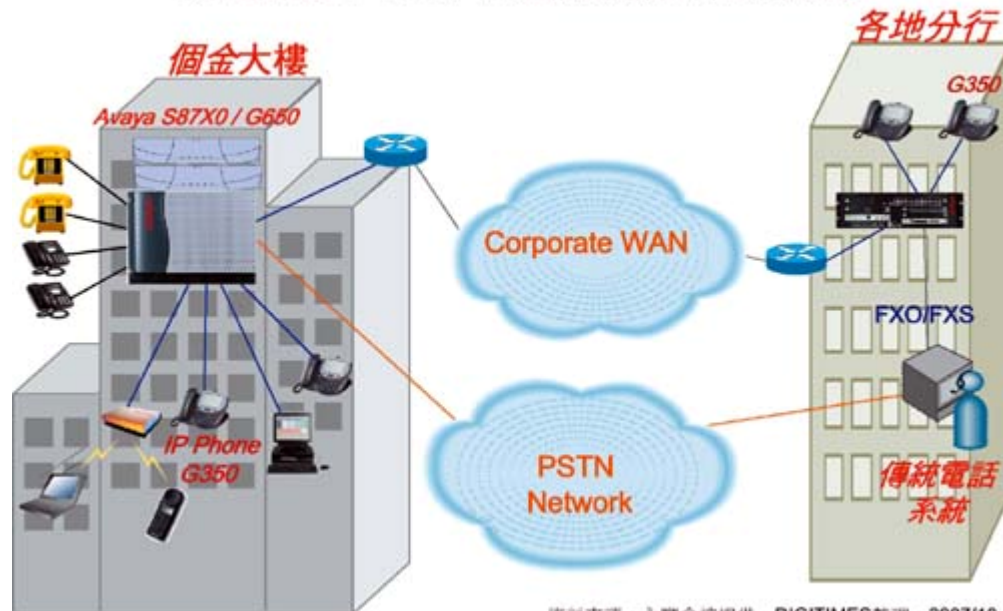 各地分行
個金大樓
G350
Avaya S87X0 / G650
Corporate WAN
FXO/FXS
IP Phone
G350
PSTN
Network
傳統電話
系統